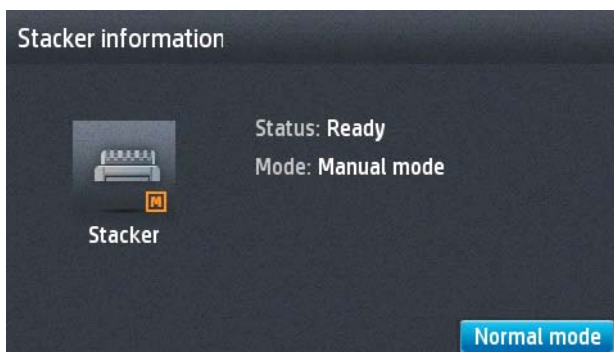 Stacker information
Status: Ready
Mode: Manual mode
M
Stacker
Normal mode